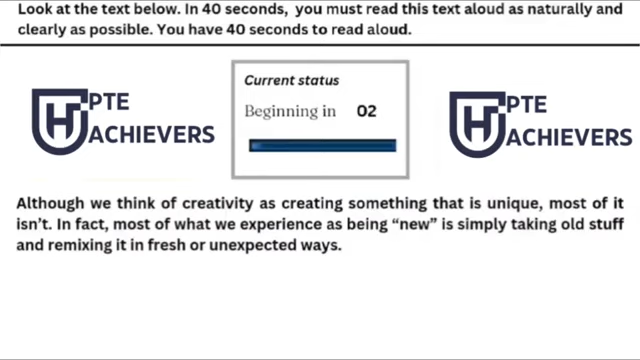 Look at the text below. In 40 seconds, you must read this text aloud as naturally and
clearly as possible. You have 40 seconds to read aloud.
Current status
Beginning in 02
H PTE
ACHIEVERS
H PTE
ACHIEVERS
Although we think of creativity as creating something that is unique, most of it
isn't. In fact, most of what we experience as being “new” is simply taking old stuff
and remixing it in fresh or unexpected ways.